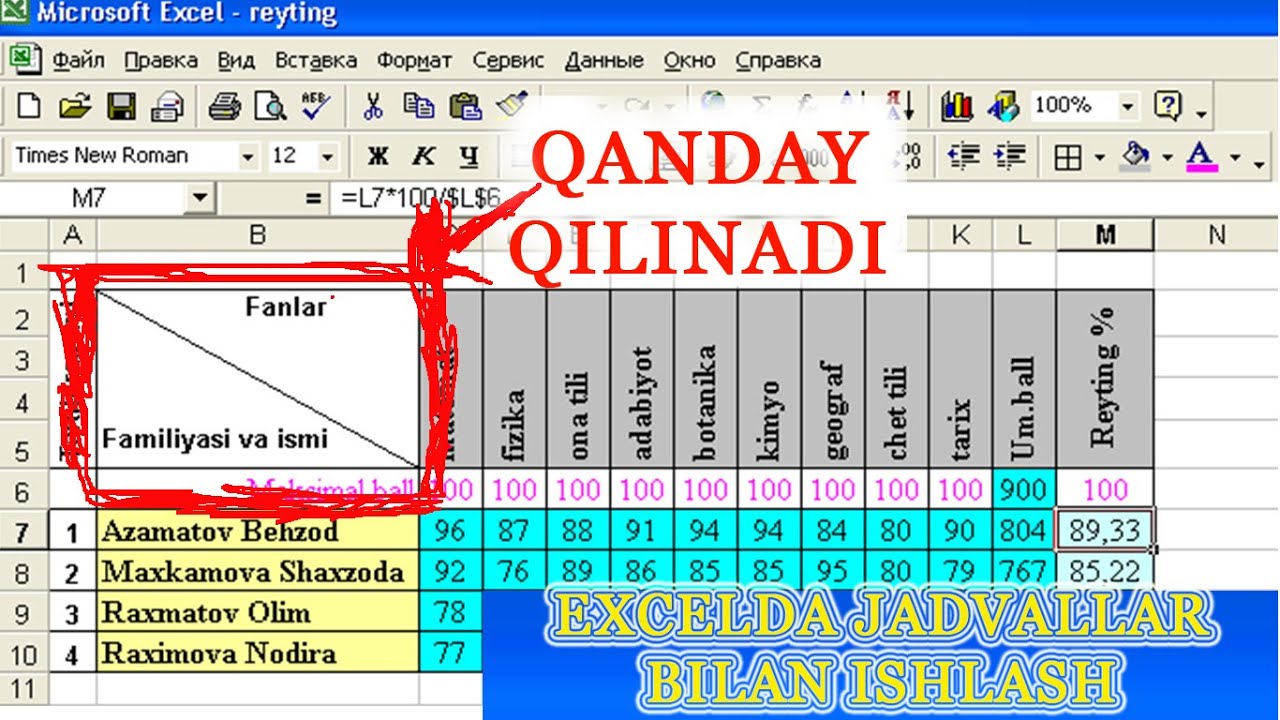 Microsoft Excel - reyting
Файл Правка Вид Вставка Формат Сервис Данные Окно Справка
100%
Times New Roman 12 Ж К Ч
M7 = =L7*100/$L$6
QANDAY
QILINADI
A B K L M N
1
2 Fanlar
3
4
5 Familiyasi va ismi fizika ona tili adabiyot botanika kimyo geograf chet tili tarix Um.ball Reyting %
6 Maksimal ball 100 100 100 100 100 100 100 100 100 900 100
7 1 Azamatov Behzod 96 87 88 91 94 94 84 80 90 804 89,33
8 2 Maxkamova Shaxzoda 92 76 89 86 85 85 95 80 79 767 85,22
9 3 Raxmatov Olim 78
10 4 Raximova Nodira 77
11
EXCELDA JADVALLAR
BILAN ISHLASH